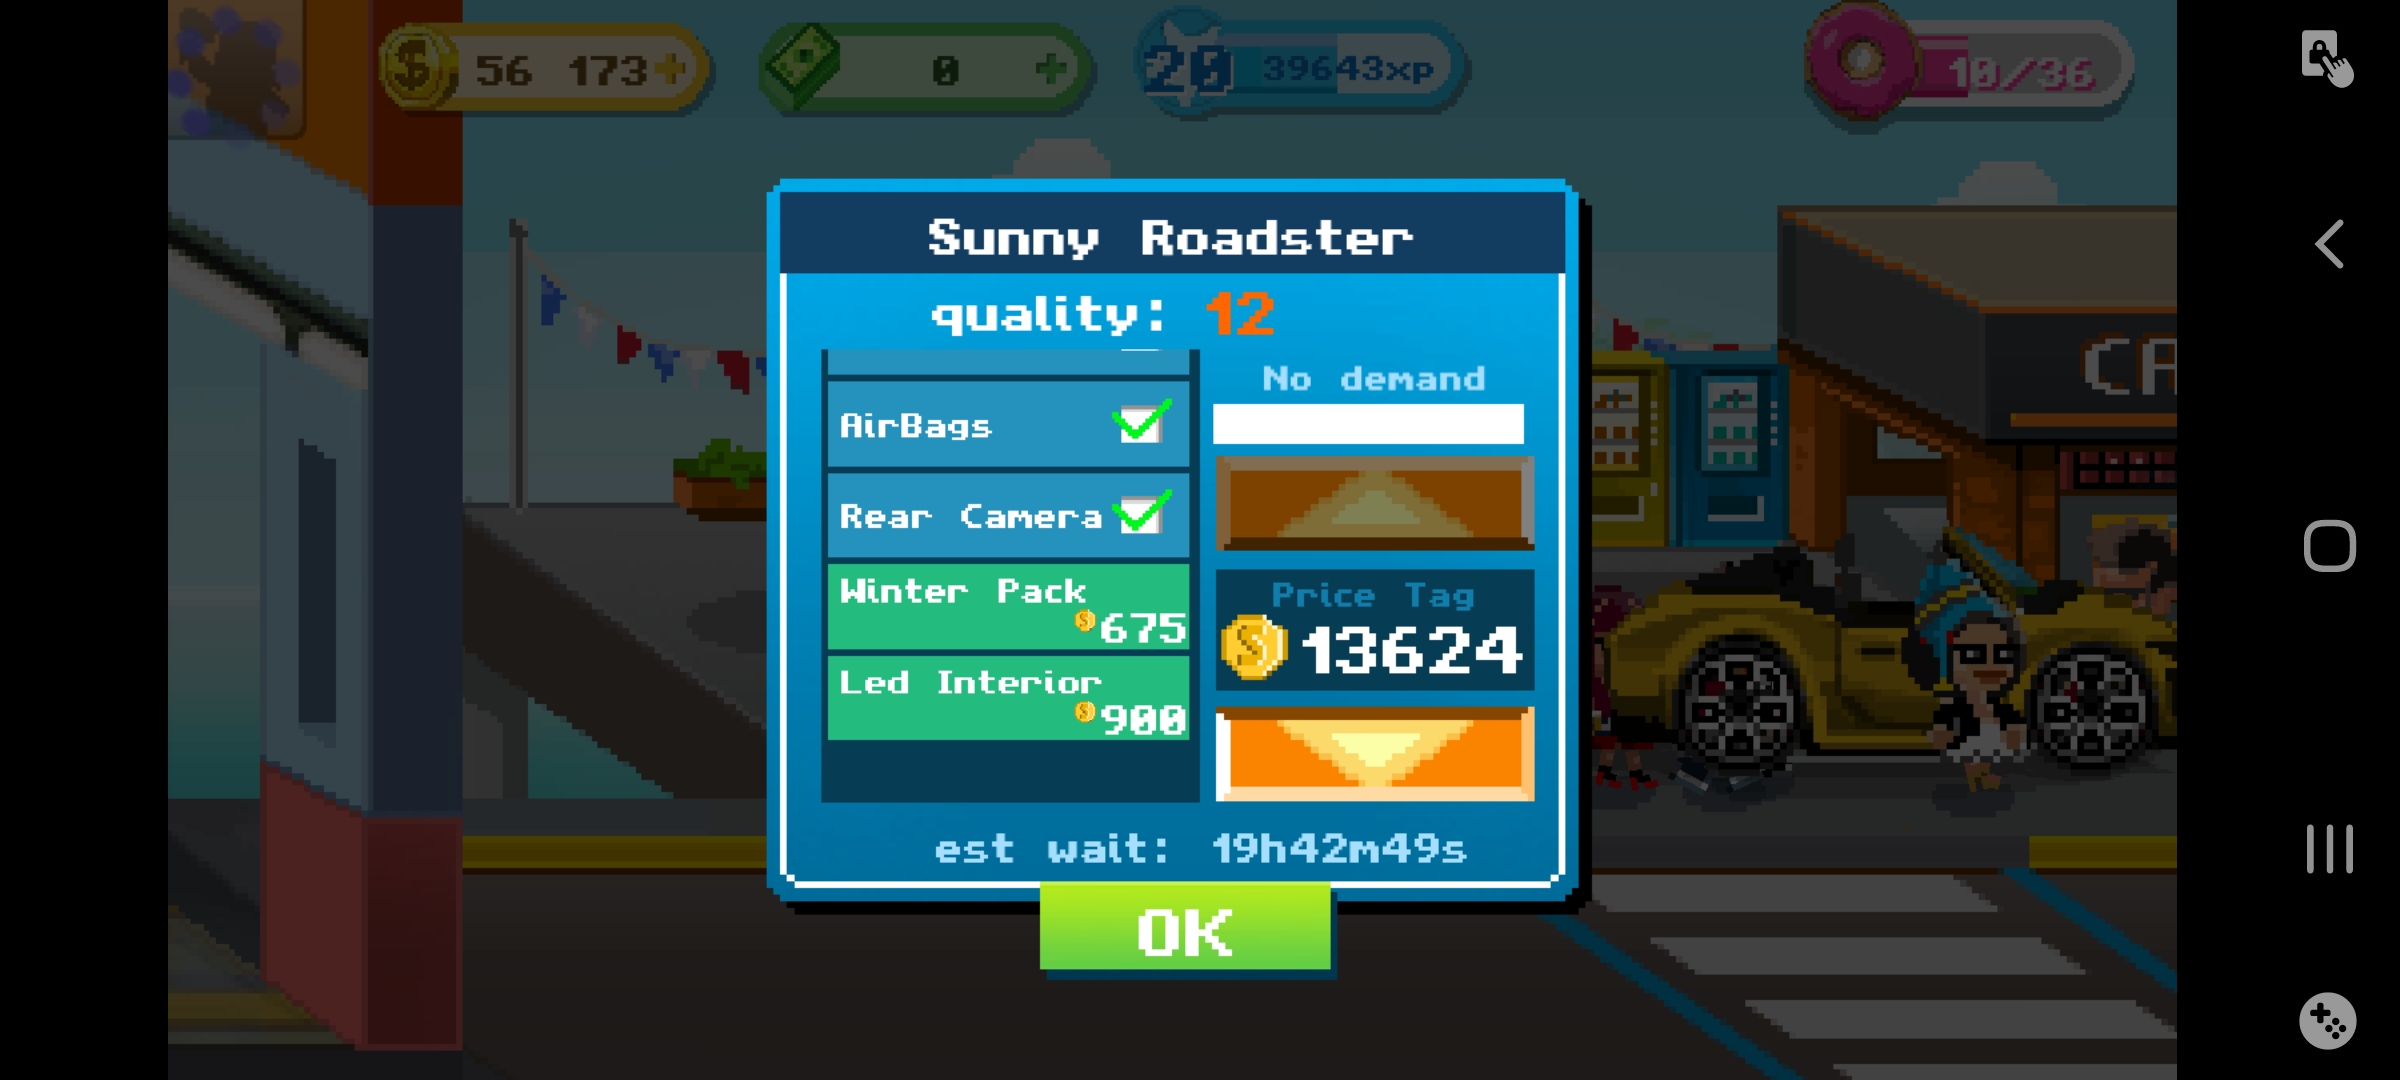 56 173
0
20 39643xp
10/36
Sunny Roadster
quality: 12
AirBags
Rear Camera
Winter Pack
675
Led Interior
900
No demand
Price Tag
13624
est wait: 19h42m49s
OK
CA